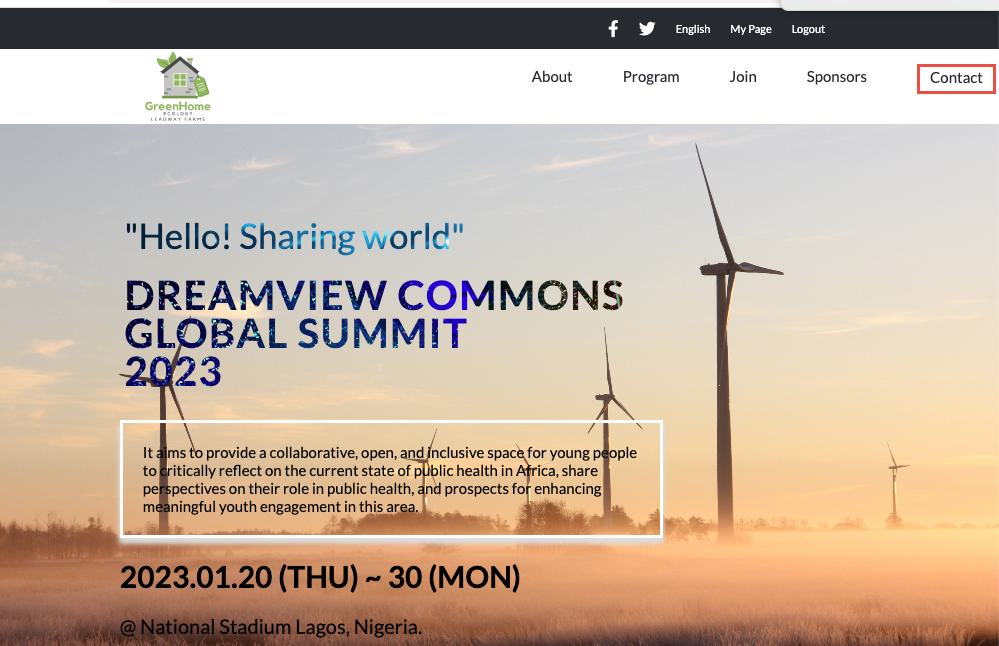 English My Page Logout
GreenHome
ECOLOGY
LEADWAY FARMS
About Program Join Sponsors Contact
"Hello! Sharing world"
DREAMVIEW COMMONS
GLOBAL SUMMIT
2023
It aims to provide a collaborative, open, and inclusive space for young people
to critically reflect on the current state of public health in Africa, share
perspectives on their role in public health, and prospects for enhancing
meaningful youth engagement in this area.
2023.01.20 (THU) ~ 30 (MON)
@ National Stadium Lagos, Nigeria.